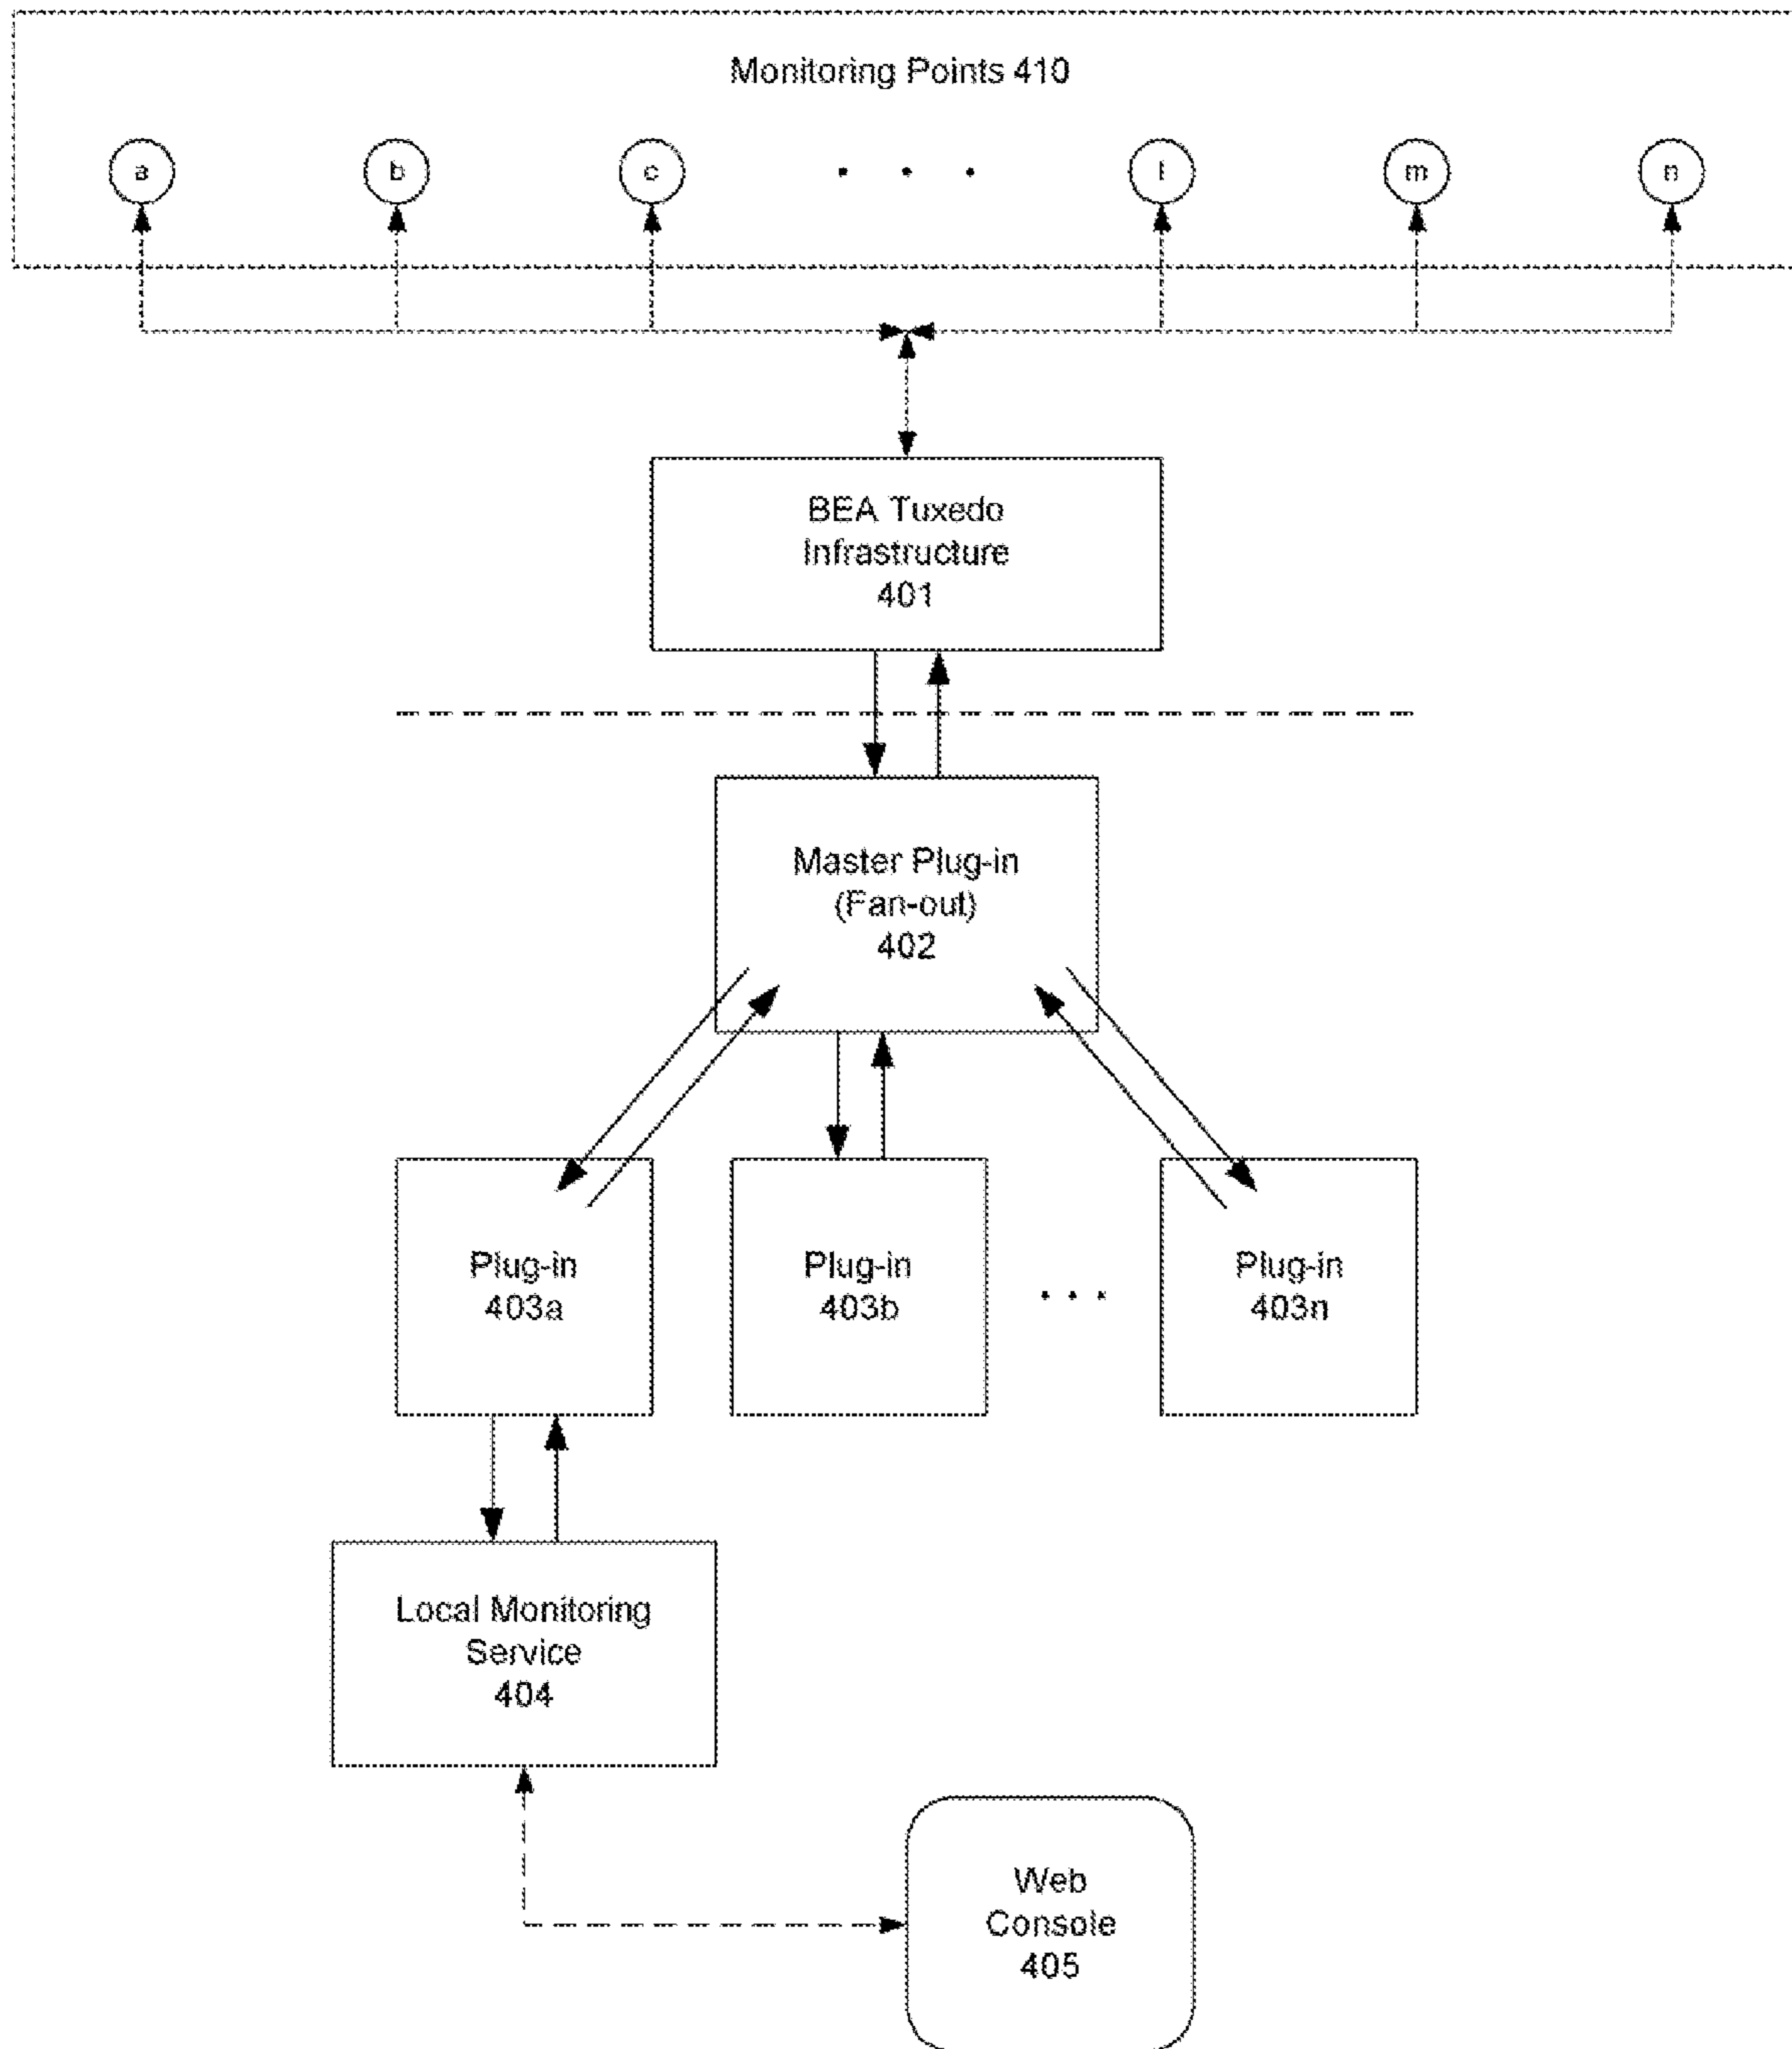 Monitoring Points 410
a b c . . . l m n
BEA Tuxedo
Infrastructure
401
Master Plug-in
(Fan-out)
402
Plug-in
403a
Plug-in
403b
. . .
Plug-in
403n
Local Monitoring
Service
404
Web
Console
405